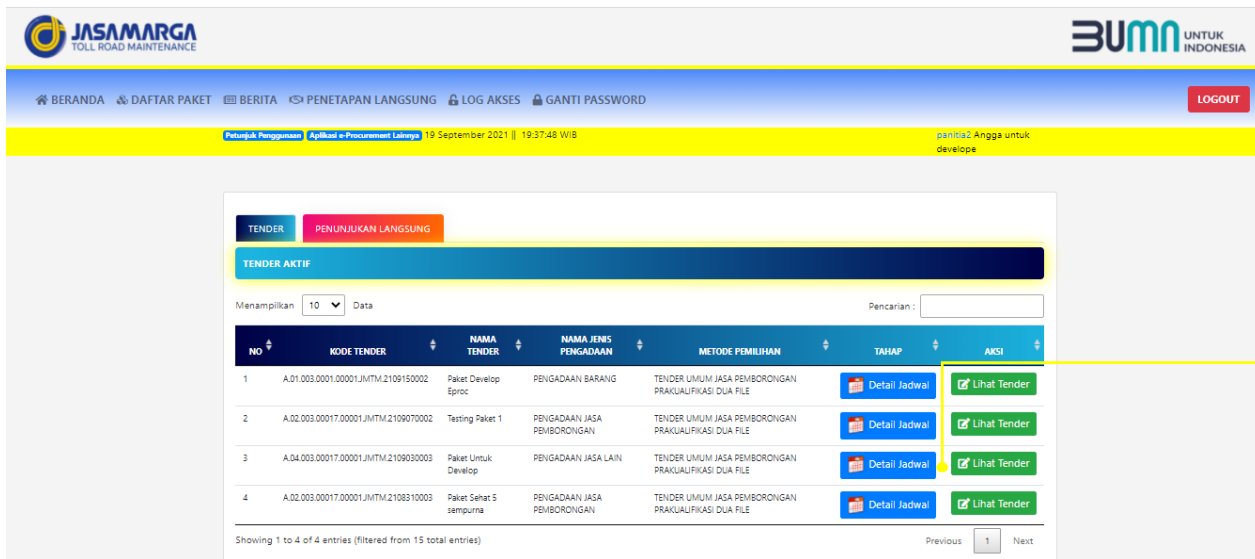 JASAMARGA
TOLL ROAD MAINTENANCE
BUMN UNTUK INDONESIA
BERANDA DAFTAR PAKET BERITA PENETAPAN LANGSUNG LOG AKSES GANTI PASSWORD LOGOUT
Petunjuk Penggunaan Aplikasi e-Procurement Lainnya 19 September 2021 || 19:37:48 WIB panitia2 Angga untuk
develope
TENDER PENUNJUKAN LANGSUNG
TENDER AKTIF
Menampilkan 10 Data Pencarian :
NO KODE TENDER NAMA TENDER NAMA JENIS PENGADAAN METODE PEMILIHAN TAHAP AKSI
1 A.01.003.0001.00001.JMTM.2109150002 Paket Develop Eproc PENGADAAN BARANG TENDER UMUM JASA PEMBORONGAN PRAKUALIFIKASI DUA FILE Detail Jadwal Lihat Tender
2 A.02.003.00017.00001.JMTM.2109070002 Testing Paket 1 PENGADAAN JASA PEMBORONGAN TENDER UMUM JASA PEMBORONGAN PRAKUALIFIKASI DUA FILE Detail Jadwal Lihat Tender
3 A.04.003.00017.00001.JMTM.2109030003 Paket Untuk Develop PENGADAAN JASA LAIN TENDER UMUM JASA PEMBORONGAN PRAKUALIFIKASI DUA FILE Detail Jadwal Lihat Tender
4 A.02.003.00017.00001.JMTM.2108310003 Paket Sehat 5 sempurna PENGADAAN JASA PEMBORONGAN TENDER UMUM JASA PEMBORONGAN PRAKUALIFIKASI DUA FILE Detail Jadwal Lihat Tender
Showing 1 to 4 of 4 entries (filtered from 15 total entries) Previous 1 Next